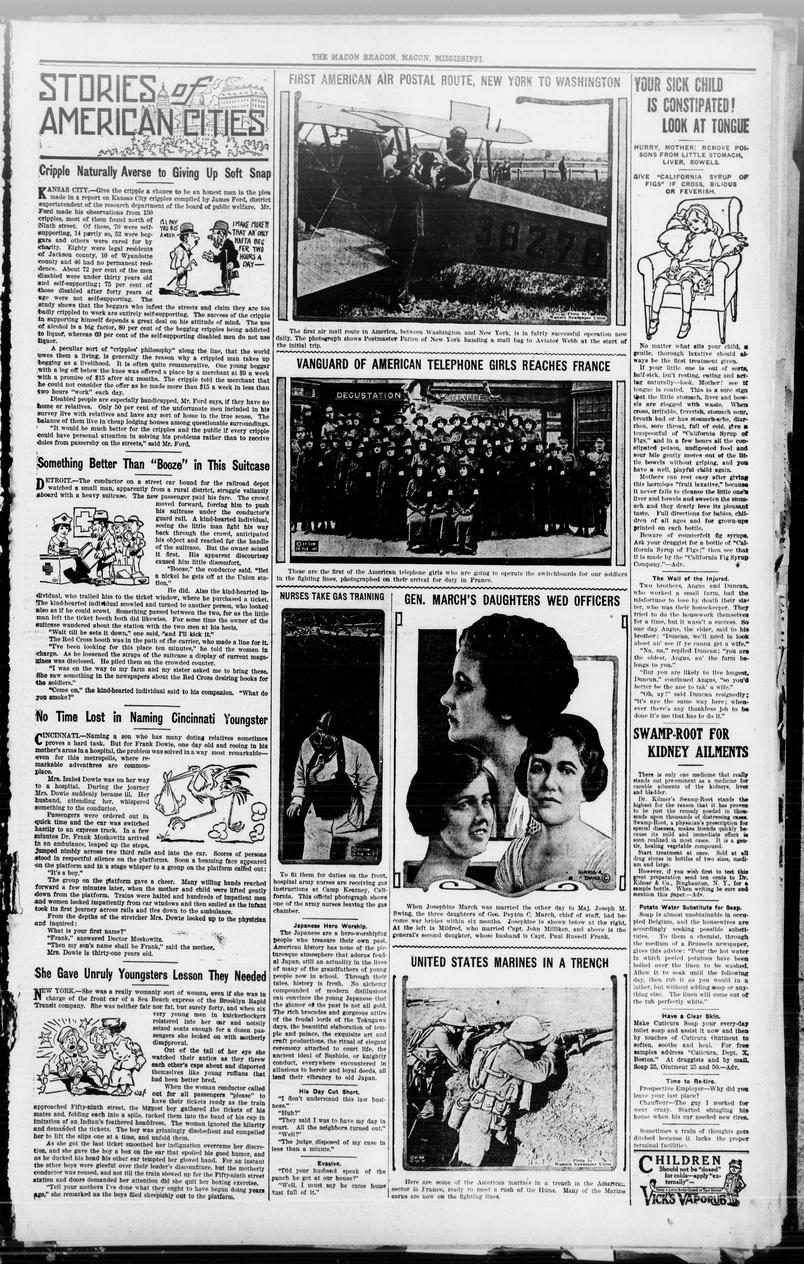 THE MACON BEACON, MACON, MISSISSIPPI.
STORIES of
AMERICAN CITIES
Cripple Naturally Averse to Giving Up Soft Snap
KANSAS CITY.—Give the cripple a chance to be an honest man is the plea
made in a report on Kansas City cripples compiled by James Ford, district
supervisor of the research department of the board of public welfare. Mr.
Ford made his observations from 150
cripples, most of them found north of
Ninth street. Of these, 70 were self-
supporting, 14 partly so, 52 were beg-
gars and others were cared for by
charity. Eighty were legal residents
of Jackson county, 10 of Wyandotte
county and 46 had no permanent resi-
dence. About 72 per cent of the men
disabled were under thirty years old
and self-supporting; 75 per cent of
those disabled after forty years of
age were not self-supporting. The
study shows that the beggars who infest the streets and claim they are too
badly crippled to work are entirely self-supporting. The success of the cripple
in supporting himself depends a great deal on his attitude of mind. The use
of alcohol is a big factor, 80 per cent of the begging cripples being addicted
to liquor, whereas 69 per cent of the self-supporting disabled men do not use
liquor.
A peculiar sort of "cripples' philosophy" along the line, that the world
owes them a living, is generally the reason why a crippled man takes up
begging as a livelihood. It is often quite remunerative. One young beggar
with a leg off below the knee was offered a place by a merchant at $9 a week
with a promise of $15 after six months. The cripple told the merchant that
he could not consider the offer as he made more than $15 a week in less than
two hours "work" each day.
Disabled people are especially handicapped, Mr. Ford says, if they have no
home or relatives. Only 50 per cent of the unfortunate men included in his
survey live with relatives and have any sort of home in the true sense. The
balance of them live in cheap lodging houses among questionable surroundings.
"It would be much better for the cripples and the public if every cripple
could have personal attention in solving his problems rather than to receive
doles from passersby on the streets," said Mr. Ford.
I'LL PAY
YOU $15
A WEEK
I MAKE MORE'N
THAT AN' ONLY
HAFTA BEG
FER TWO
HOURS A
DAY—
Something Better Than "Booze" in This Suitcase
DETROIT.—The conductor on a street car bound for the railroad depot
watched a small man, apparently from a rural district, struggle valiantly
aboard with a heavy suitcase. The new passenger paid his fare. The crowd
moved forward, forcing him to push
his suitcase under the conductor's
guard rail. A kind-hearted individual,
seeing the little man fight his way
back through the crowd, anticipated
his object and reached for the handle
of the suitcase. But the owner seized
it first. His apparent discourtesy
caused him little discomfort.
"Booze," the conductor said. "Bet
a nickel he gets off at the Union sta-
tion."
He did. Also the kind-hearted in-
dividual, who trailed him to the ticket window, where he purchased a ticket.
The kind-hearted individual scowled and turned to another person, who looked
also as if he could scowl. Something passed between the two, for as the little
man left the ticket booth both did likewise. For some time the owner of the
suitcase wandered about the station with the two men at his heels.
"Wait till he sets it down," one said, "and I'll kick it."
The Red Cross booth was in the path of the carrier, who made a line for it.
"I've been looking for this place ten minutes," he told the women in
charge. As he loosened the straps of the suitcase a display of current maga-
zines was disclosed. He piled them on the crowded counter.
"I was on the way to my farm and my sister asked me to bring these.
She saw something in the newspapers about the Red Cross desiring books for
the soldiers."
"Come on," the kind-hearted individual said to his companion. "What do
you smoke?"
No Time Lost in Naming Cincinnati Youngster
CINCINNATI.—Naming a son who has many doting relatives sometimes
proves a hard task. But for Frank Dowie, one day old and cooing in his
mother's arms in a hospital, the problem was solved in a way most remarkable—
even for this metropolis, where re-
markable adventures are common-
place.
Mrs. Isabel Dowie was on her way
to a hospital. During the journey
Mrs. Dowie suddenly became ill. Her
husband, attending her, whispered
something to the conductor.
Passengers were ordered out in
quick time and the car was switched
hastily to an express track. In a few
minutes Dr. Frank Moskowitz arrived
in an ambulance, leaped up the steps,
jumped nimbly across two third rails and into the car. Scores of persons
stood in respectful silence on the platforms. Soon a beaming face appeared
on the platform and in a stage whisper to a group on the platform called out:
"It's a boy."
The group on the platform gave a cheer. Many willing hands reached
forward a few minutes later, when the mother and child were lifted gently
down from the platform. Trains were halted and hundreds of impatient men
and women looked impatiently from car windows and then smiled as the infant
took its first journey across rails and ties down to the ambulance.
From the depths of the stretcher Mrs. Dowie looked up to the physician
and inquired:
What is your first name?"
"Frank," answered Doctor Moskowitz.
"Then my son's name shall be Frank," said the mother.
Mrs. Dowie is thirty-one years old.
She Gave Unruly Youngsters Lesson They Needed
NEW YORK.—She was a really womanly sort of woman, even if she was in
charge of the front car of a Sea Beach express of the Brooklyn Rapid
Transit company. She was neither fair nor fat, but surely forty, and when six
very young men in knickerbockers
roistered into her car and noisily
seized seats enough for a dozen pas-
sengers she looked on with motherly
disapproval.
Out of the tail of her eye she
watched their antics as they threw
each other's caps about and disported
themselves like young ruffians that
had been better bred.
When the woman conductor called
out for all passengers "please" to
have their tickets ready as the train
approached Fifty-ninth street, the biggest boy gathered the tickets of his
mates and, folding each into a spile, tucked them into the band of his cap in
imitation of an Indian's feathered headdress. The woman ignored the hilarity
and demanded the tickets. The boy was grinningly disobedient and compelled
her to lift the slips one at a time, and unfold them.
As she got the last ticket smothered her indignation overcame her discre-
tion, and she gave the boy a box on the ear that spoiled his good humor, and
as he ducked his head his other ear tempted her gloved hand. For an instant
the other boys were gleeful over their leader's discomfiture, but the motherly
conductor was roused, and not till the train slowed up for the Fifty-ninth street
station and doors demanded her attention did she quit her boxing exercise.
"Tell your mothers I've done what they ought to have begun doing years
ago," she remarked as the boys filed sheepishly out to the platform.
FIRST AMERICAN AIR POSTAL ROUTE, NEW YORK TO WASHINGTON
The first air mail route in America, between Washington and New York, is in fairly successful operation now
daily. The photograph shows Postmaster Patten of New York handing a mail bag to Aviator Webb at the start of
the initial trip.
VANGUARD OF AMERICAN TELEPHONE GIRLS REACHES FRANCE
DEGUSTATION
These are the first of the American telephone girls who are going to operate the switchboards for our soldiers
in the fighting lines, photographed on their arrival for duty in France.
NURSES TAKE GAS TRAINING
To fit them for duties on the front,
hospital army nurses are receiving gas
instructions at Camp Kearney, Calif-
fornia. This official photograph shows
one of the army nurses leaving the gas
chamber.
Japanese Hero Worship.
The Japanese are a hero-worshiping
people who treasure their own past.
American history has none of the pic-
turesque atmosphere that adorns feud-
al Japan, still an actuality in the lives
of many of the grandfathers of young
people now in school. Through their
tales, history is fresh. No alchemy
compounded of modern disillusions
can convince the young Japanese that
the glamor of the past is not all gold.
The rich brocades and gorgeous attire
of the feudal lords of the Tokugawa
days, the beautiful elaboration of tem-
ple and palace, the exquisite art and
craft productions, the ritual of elegant
ceremony attached to court life, the
ancient ideal of Bushido, or knightly
conduct, everywhere encountered in
allusions to heroic and loyal deeds, all
lend their vibrancy to old Japan.
His Day Cut Short.
"I don't understand this law busi-
ness."
"Huh?"
"They said I was to have my day in
court. All the neighbors turned out."
"Well?"
"The judge disposed of my case in
less than a minute."
Evasive.
"Did your husband speak of the
punch he got at our house?"
"Well, I must say he came home
just full of it."
GEN. MARCH'S DAUGHTERS WED OFFICERS
HARRIS &
EWING
When Josephine March was married the other day to Maj. Joseph M.
Swing, the three daughters of Gen. Peyton C. March, chief of staff, had be-
come war brides within six months. Josephine is shown below at the right.
At the left is Mildred, who married Capt. John Milliken, and above is the
general's second daughter, whose husband is Capt. Paul Russell Frank.
UNITED STATES MARINES IN A TRENCH
Western Newspaper Union
Here are some of the American marines in a trench in the American
sector in France, ready to meet a rush of the Huns. Many of the Marine
corps are now on the fighting lines.
YOUR SICK CHILD
IS CONSTIPATED!
LOOK AT TONGUE
HURRY, MOTHER! REMOVE POI-
SONS FROM LITTLE STOMACH,
LIVER, BOWELS.
GIVE "CALIFORNIA SYRUP OF
FIGS" IF CROSS, BILIOUS
OR FEVERISH.
No matter what ails your child, a
gentle, thorough laxative should al-
ways be the first treatment given.
If your little one is out of sorts,
half-sick, isn't resting, eating and act-
ing naturally—look, Mother! see if
tongue is coated. This is a sure sign
that the little stomach, liver and bow-
els are clogged with waste. When
cross, irritable, feverish, stomach sour,
breath bad or has stomach-ache, diar-
rhea, sore throat, full of cold, give a
teaspoonful of "California Syrup of
Figs," and in a few hours all the con-
stipated poison, undigested food and
sour bile gently moves out of the lit-
tle bowels without griping, and you
have a well, playful child again.
Mothers can rest easy after giving
this harmless "fruit laxative," because
it never fails to cleanse the little one's
liver and bowels and sweeten the stom-
ach and they dearly love its pleasant
taste. Full directions for babies, child-
ren of all ages and for grown-ups
printed on each bottle.
Beware of counterfeit fig syrups.
Ask your druggist for a bottle of "Cal-
ifornia Syrup of Figs;" then see that
it is made by the "California Fig Syrup
Company."—Adv.
The Wail of the Injured.
Two brothers, Angus and Duncan,
who worked a small farm, had the
misfortune to lose by death their sis-
ter, who was their housekeeper. They
tried to do the housework themselves
for a time, but it wasn't a success. So
one day Angus, the elder, said to his
brother: "Duncan, we'll need to look
about an' see if ye canna get a wife."
"Na, na," replied Duncan; "you are
the oldest, Angus, an' the farm be-
longs to you."
"But you are likely to live longest,
Duncan," continued Angus, "so you'd
better be the ane to tak' a wife."
"Oh, ay!" said Duncan resignedly;
"It's aye the same way here; when-
ever there's any thankless job to be
done it's me that has to do it."
SWAMP-ROOT FOR
KIDNEY AILMENTS
There is only one medicine that really
stands out pre-eminent as a medicine for
curable ailments of the kidneys, liver
and bladder.
Dr. Kilmer's Swamp-Root stands the
highest for the reason that it has proven
to be just the remedy needed in thou-
sands upon thousands of distressing cases.
Swamp-Root, a physician's prescription for
special diseases, makes friends quickly be-
cause its mild and immediate effect is
soon realized in most cases. It is a gen-
tle, healing vegetable compound.
Start treatment at once. Sold at all
drug stores in bottles of two sizes, medi-
um and large.
However, if you wish first to test this
great preparation send ten cents to Dr.
Kilmer & Co., Binghamton, N. Y., for a
sample bottle. When writing be sure and
mention this paper.—Adv.
Potato Water Substitute for Soap.
Soap is almost unobtainable in occu-
pied Belgium, and the housewives are
accordingly seeking possible substi-
tutes. To them a chemist, through
the medium of a Brussels newspaper,
gives this advice: "Pour the hot water
in which peeled potatoes have been
boiled over the linen to be washed.
Allow it to soak until the following
day, then rub it as you would in a
lather, but without adding soap or any-
thing else. The linen will come out of
the tub perfectly white."
Have a Clear Skin.
Make Cuticura Soap your every-day
toilet soap and assist it now and then
by touches of Cuticura Ointment to
soften, soothe and heal. For free
samples address "Cuticura, Dept. X,
Boston." At druggists and by mail.
Soap 25, Ointment 25 and 50.—Adv.
Time to Re-tire.
Prospective Employer—Why did you
leave your last place?
Chauffeur—The guy I worked for
went crazy. Started shingling his
house when his car needed new tires.
Sometimes a train of thoughts gets
ditched because it lacks the proper
terminal facilities.
CHILDREN
Should not be "dosed"
for colds—apply "ex-
ternally"—
VICK'S VAPORUB